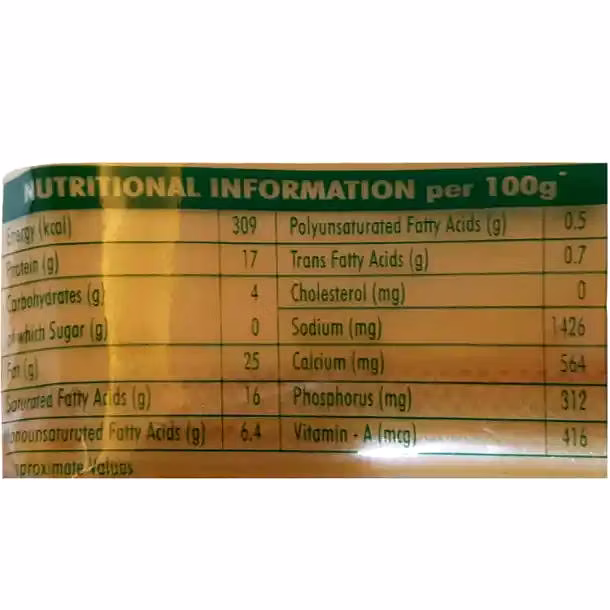 NUTRITIONAL INFORMATION per 100g*
Energy (kcal) 309
Protein (g) 17
Carbohydrates (g) 4
of which Sugar (g) 0
Fat (g) 25
Saturated Fatty Acids (g) 16
Monounsaturated Fatty Acids (g) 6.4
Polyunsaturated Fatty Acids (g) 0.5
Trans Fatty Acids (g) 0.7
Cholesterol (mg) 0
Sodium (mg) 1426
Calcium (mg) 564
Phosphorus (mg) 312
Vitamin - A (mcg) 416
Approximate Values